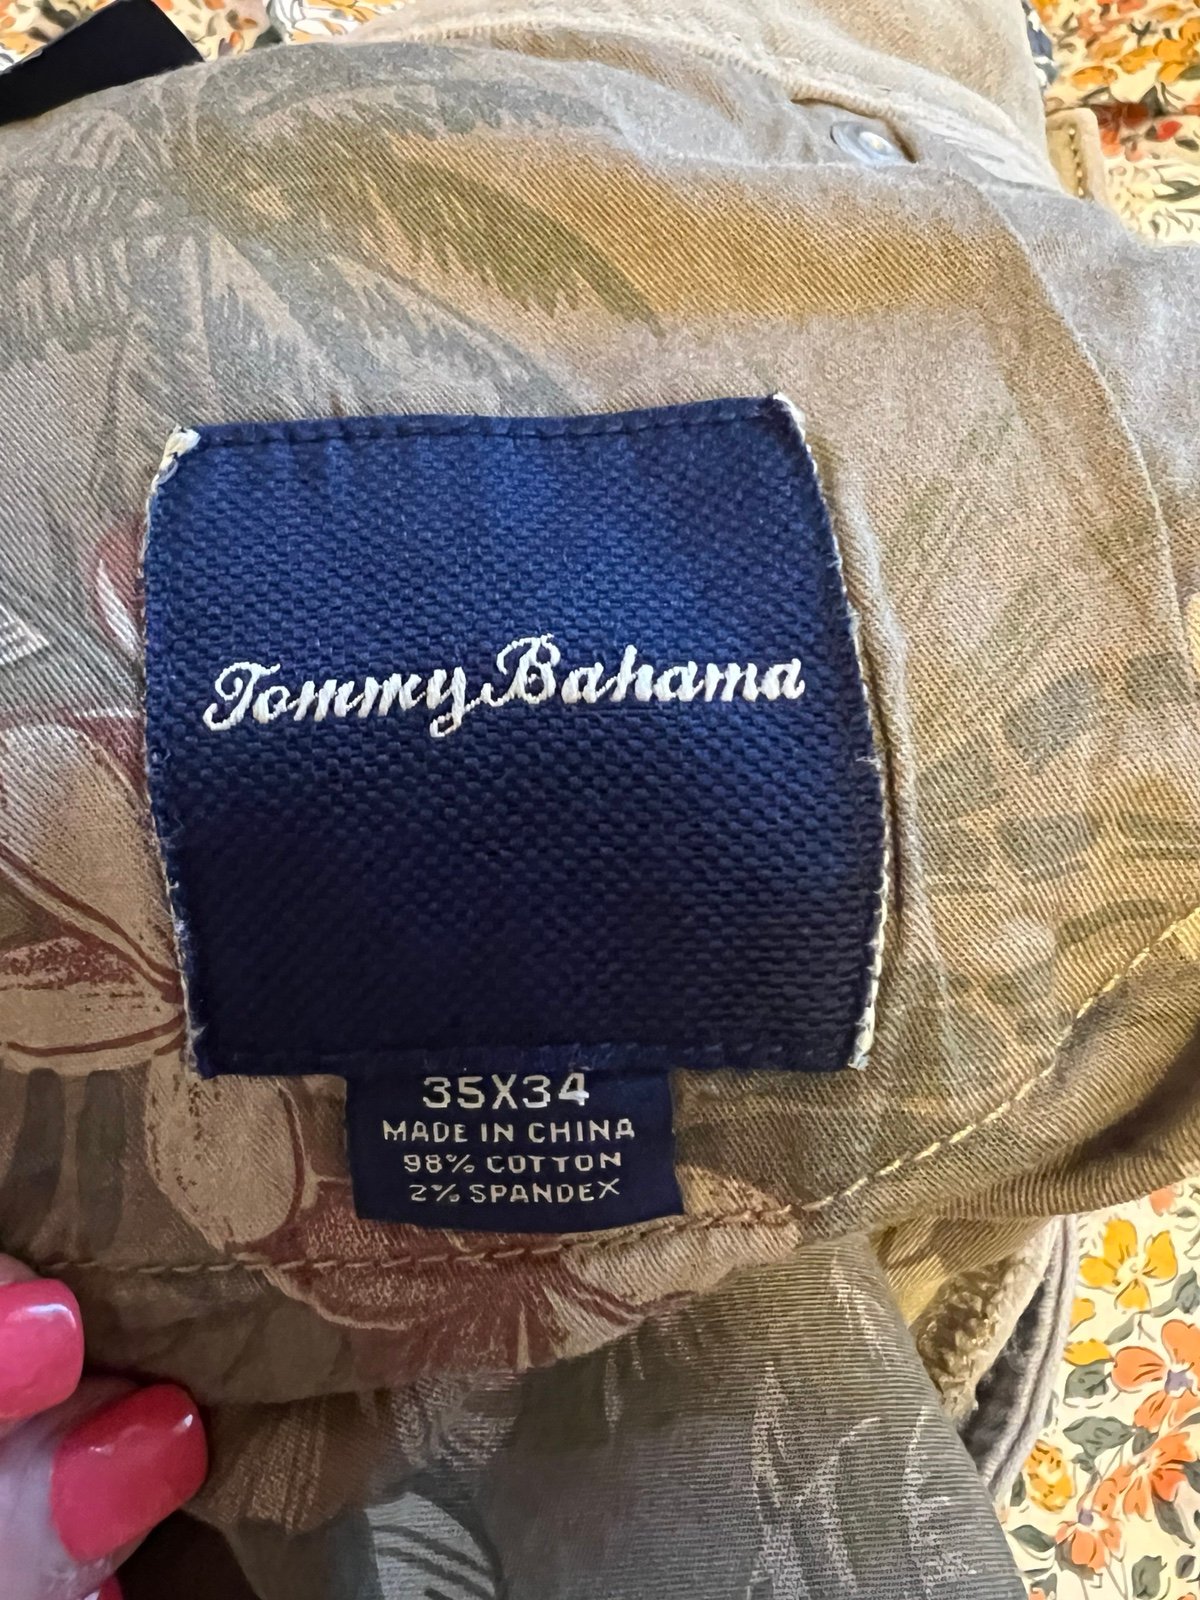 Tommy Bahama
35X34
MADE IN CHINA
98% COTTON
2% SPANDEX